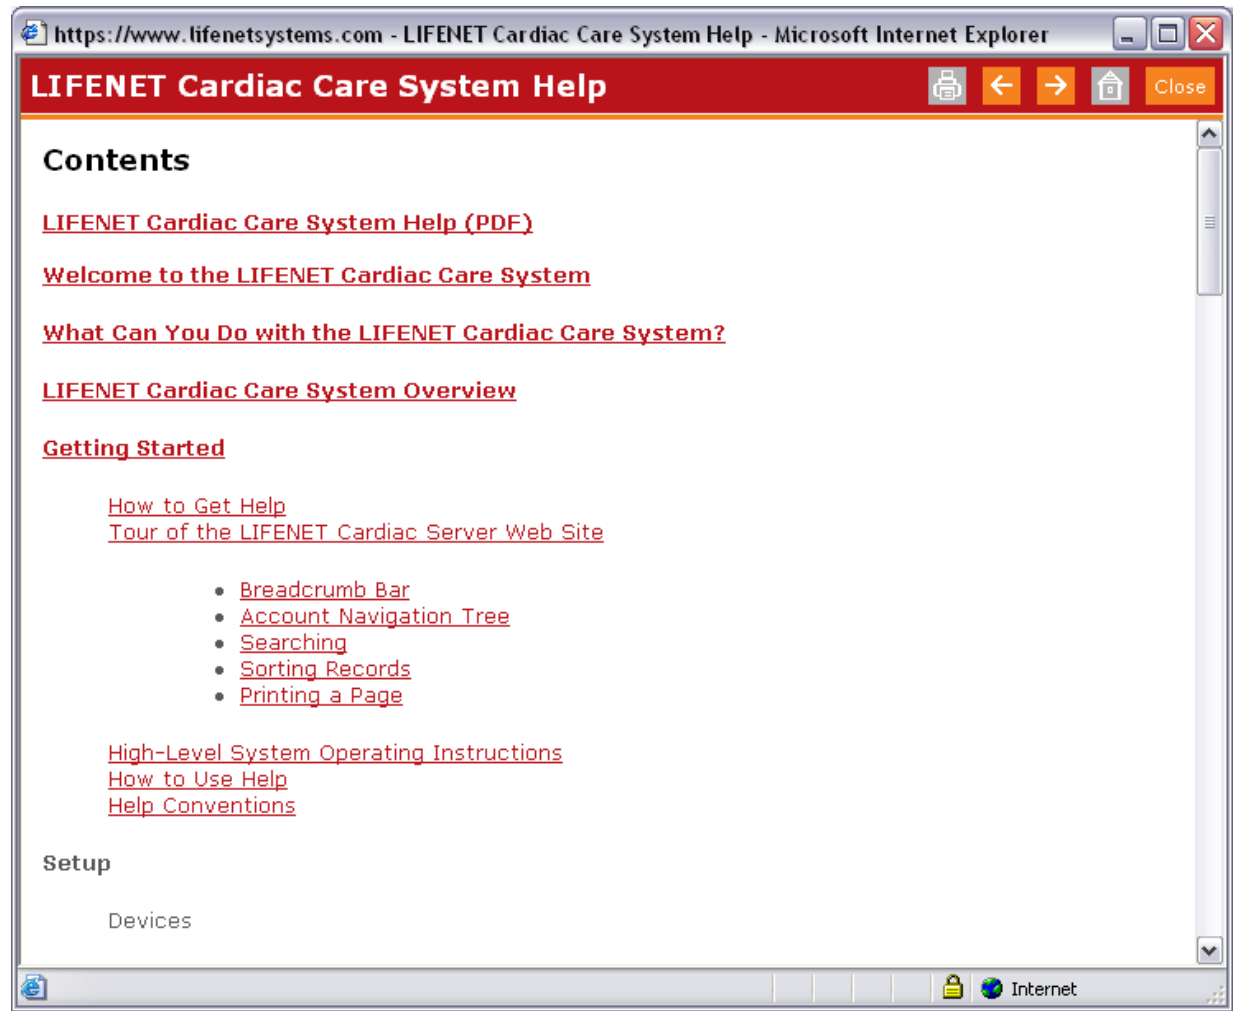 https://www.lifenetsystems.com - LIFENET Cardiac Care System Help - Microsoft Internet Explorer
LIFENET Cardiac Care System Help
Close
Contents
LIFENET Cardiac Care System Help (PDF)
Welcome to the LIFENET Cardiac Care System
What Can You Do with the LIFENET Cardiac Care System?
LIFENET Cardiac Care System Overview
Getting Started
How to Get Help
Tour of the LIFENET Cardiac Server Web Site
• Breadcrumb Bar
• Account Navigation Tree
• Searching
• Sorting Records
• Printing a Page
High-Level System Operating Instructions
How to Use Help
Help Conventions
Setup
Devices
Internet